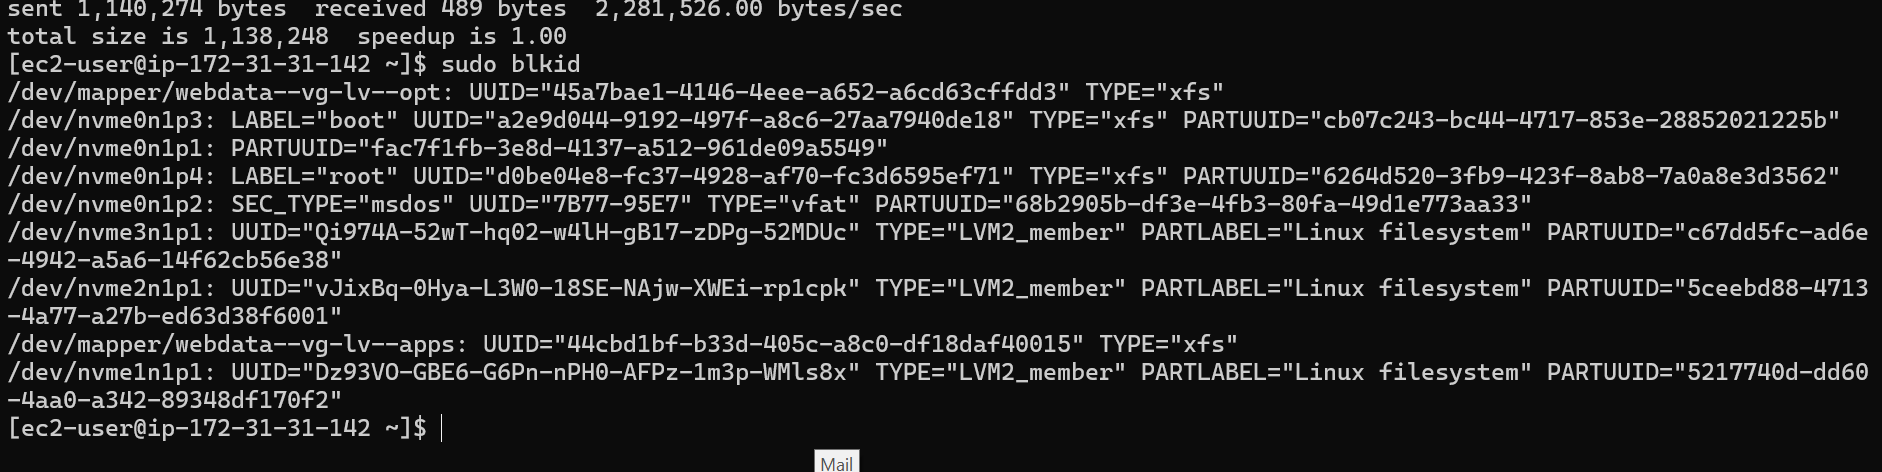 sent 1,140,274 bytes  received 489 bytes  2,281,526.00 bytes/sec
total size is 1,138,248  speedup is 1.00
[ec2-user@ip-172-31-31-142 ~]$ sudo blkid
/dev/mapper/webdata--vg-lv--opt: UUID="45a7bae1-4146-4eee-a652-a6cd63cffdd3" TYPE="xfs"
/dev/nvme0n1p3: LABEL="boot" UUID="a2e9d044-9192-497f-a8c6-27aa7940de18" TYPE="xfs" PARTUUID="cb07c243-bc44-4717-853e-28852021225b"
/dev/nvme0n1p1: PARTUUID="fac7f1fb-3e8d-4137-a512-961de09a5549"
/dev/nvme0n1p4: LABEL="root" UUID="d0be04e8-fc37-4928-af70-fc3d6595ef71" TYPE="xfs" PARTUUID="6264d520-3fb9-423f-8ab8-7a0a8e3d3562"
/dev/nvme0n1p2: SEC_TYPE="msdos" UUID="7B77-95E7" TYPE="vfat" PARTUUID="68b2905b-df3e-4fb3-80fa-49d1e773aa33"
/dev/nvme3n1p1: UUID="Qi974A-52wT-hq02-w4lH-gB17-zDPg-52MDUc" TYPE="LVM2_member" PARTLABEL="Linux filesystem" PARTUUID="c67dd5fc-ad6e
-4942-a5a6-14f62cb56e38"
/dev/nvme2n1p1: UUID="vJixBq-0Hya-L3W0-18SE-NAjw-XWEi-rp1cpk" TYPE="LVM2_member" PARTLABEL="Linux filesystem" PARTUUID="5ceebd88-4713
-4a77-a27b-ed63d38f6001"
/dev/mapper/webdata--vg-lv--apps: UUID="44cbd1bf-b33d-405c-a8c0-df18daf40015" TYPE="xfs"
/dev/nvme1n1p1: UUID="Dz93VO-GBE6-G6Pn-nPH0-AFPz-1m3p-WMls8x" TYPE="LVM2_member" PARTLABEL="Linux filesystem" PARTUUID="5217740d-dd60
-4aa0-a342-89348df170f2"
[ec2-user@ip-172-31-31-142 ~]$
Mail